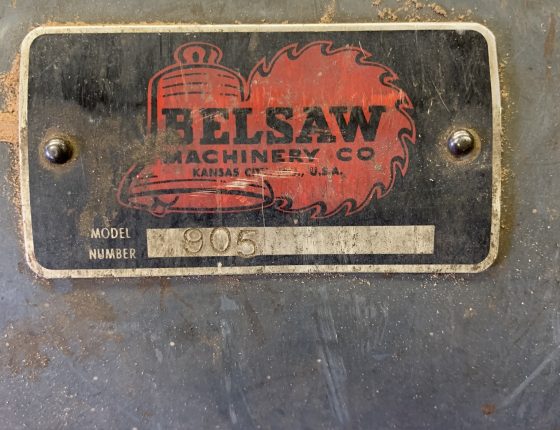 BELSAW
MACHINERY CO
KANSAS U.S.A.
MODEL
NUMBER 905